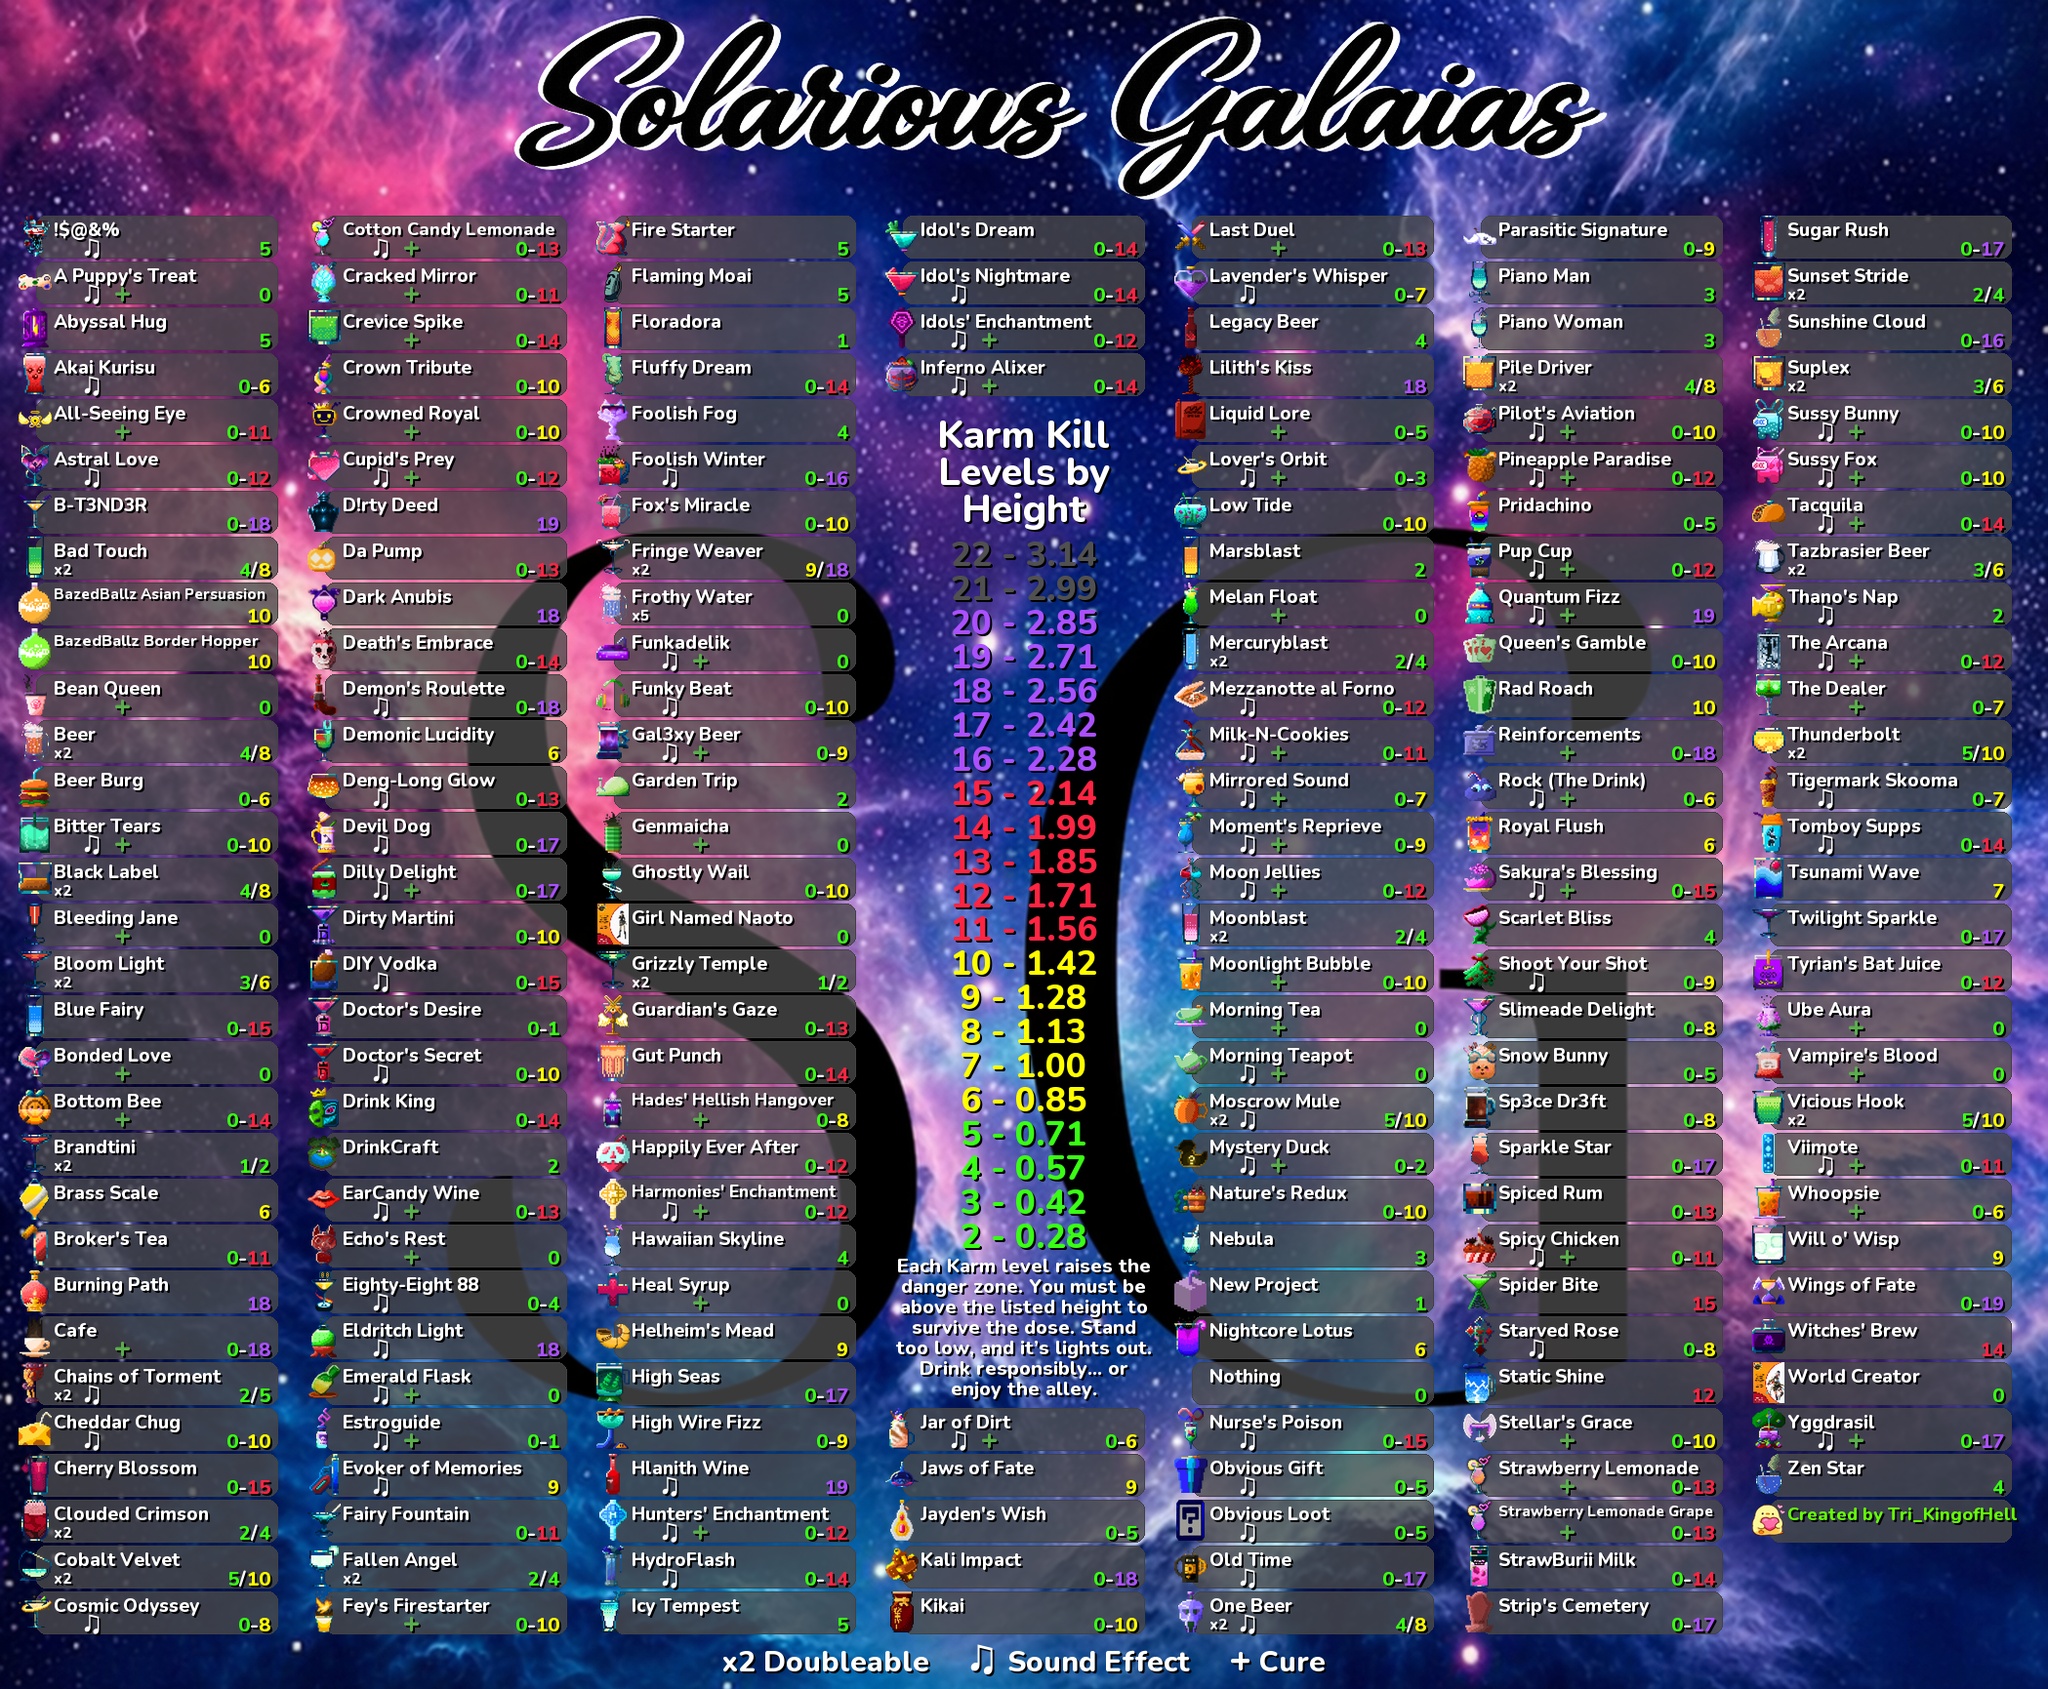 Solarious Galaias
!$@&%
♫ 5
A Puppy's Treat
♫ + 0
Abyssal Hug
5
Akai Kurisu
♫ 0-6
All-Seeing Eye
+ 0-11
Astral Love
♫ 0-12
B-T3ND3R
0-18
Bad Touch
x2 4/8
BazedBallz Asian Persuasion
10
BazedBallz Border Hopper
10
Bean Queen
+ 0
Beer
x2 4/8
Beer Burg
0-6
Bitter Tears
♫ + 0-10
Black Label
x2 4/8
Bleeding Jane
+ 0
Bloom Light
x2 3/6
Blue Fairy
0-15
Bonded Love
+ 0
Bottom Bee
+ 0-14
Brandtini
x2 1/2
Brass Scale
6
Broker's Tea
0-11
Burning Path
18
Cafe
+ 0-18
Chains of Torment
x2 ♫ 2/5
Cheddar Chug
♫ 0-10
Cherry Blossom
0-15
Clouded Crimson
x2 2/4
Cobalt Velvet
x2 5/10
Cosmic Odyssey
♫ 0-8
Cotton Candy Lemonade
♫ + 0-13
Cracked Mirror
+ 0-11
Crevice Spike
+ 0-14
Crown Tribute
+ 0-10
Crowned Royal
+ 0-10
Cupid's Prey
♫ + 0-12
D!rty Deed
19
Da Pump
0-13
Dark Anubis
18
Death's Embrace
0-14
Demon's Roulette
♫ 0-18
Demonic Lucidity
6
Deng-Long Glow
♫ 0-13
Devil Dog
♫ 0-17
Dilly Delight
♫ + 0-17
Dirty Martini
0-10
DIY Vodka
♫ 0-15
Doctor's Desire
0-1
Doctor's Secret
♫ 0-10
Drink King
0-14
DrinkCraft
2
EarCandy Wine
♫ + 0-13
Echo's Rest
+ 0
Eighty-Eight 88
♫ 0-4
Eldritch Light
♫ 18
Emerald Flask
♫ + 0
Estroguide
♫ + 0-1
Evoker of Memories
♫ 9
Fairy Fountain
0-11
Fallen Angel
x2 2/4
Fey's Firestarter
+ 0-10
Fire Starter
5
Flaming Moai
5
Floradora
1
Fluffy Dream
0-14
Foolish Fog
4
Foolish Winter
♫ 0-16
Fox's Miracle
0-10
Fringe Weaver
x2 9/18
Frothy Water
x5 0
Funkadelik
♫ + 0
Funky Beat
♫ 0-10
Gal3xy Beer
♫ + 0-9
Garden Trip
2
Genmaicha
+ 0
Ghostly Wail
0-10
Girl Named Naoto
0
Grizzly Temple
x2 1/2
Guardian's Gaze
0-13
Gut Punch
0-14
Hades' Hellish Hangover
+ 0-8
Happily Ever After
0-12
Harmonies' Enchantment
♫ + 0-12
Hawaiian Skyline
4
Heal Syrup
+ 0
Helheim's Mead
9
High Seas
0-17
High Wire Fizz
0-9
Hlanith Wine
♫ 19
Hunters' Enchantment
♫ + 0-12
HydroFlash
♫ 0-14
Icy Tempest
5
Idol's Dream
0-14
Idol's Nightmare
♫ 0-14
Idols' Enchantment
♫ + 0-12
Inferno Alixer
♫ + 0-14
Karm Kill
Levels by
Height
22 - 3.14
21 - 2.99
20 - 2.85
19 - 2.71
18 - 2.56
17 - 2.42
16 - 2.28
15 - 2.14
14 - 1.99
13 - 1.85
12 - 1.71
11 - 1.56
10 - 1.42
9 - 1.28
8 - 1.13
7 - 1.00
6 - 0.85
5 - 0.71
4 - 0.57
3 - 0.42
2 - 0.28
Each Karm level raises the
danger zone. You must be
above the listed height to
survive the dose. Stand
too low, and it's lights out.
Drink responsibly... or
enjoy the alley.
Jar of Dirt
♫ + 0-6
Jaws of Fate
9
Jayden's Wish
0-5
Kali Impact
0-18
Kikai
0-10
Last Duel
+ 0-13
Lavender's Whisper
♫ 0-7
Legacy Beer
4
Lilith's Kiss
18
Liquid Lore
+ 0-5
Lover's Orbit
♫ + 0-3
Low Tide
0-10
Marsblast
2
Melan Float
+ 0
Mercuryblast
x2 2/4
Mezzanotte al Forno
♫ 0-12
Milk-N-Cookies
♫ + 0-11
Mirrored Sound
♫ + 0-7
Moment's Reprieve
♫ + 0-9
Moon Jellies
♫ + 0-12
Moonblast
x2 2/4
Moonlight Bubble
+ 0-10
Morning Tea
+ 0
Morning Teapot
♫ + 0
Moscrow Mule
x2 ♫ 5/10
Mystery Duck
♫ + 0-2
Nature's Redux
0-10
Nebula
3
New Project
1
Nightcore Lotus
6
Nothing
0
Nurse's Poison
♫ 0-15
Obvious Gift
♫ 0-5
Obvious Loot
♫ 0-5
Old Time
♫ 0-17
One Beer
x2 ♫ 4/8
Parasitic Signature
0-9
Piano Man
3
Piano Woman
3
Pile Driver
x2 4/8
Pilot's Aviation
♫ + 0-10
Pineapple Paradise
♫ + 0-12
Pridachino
0-5
Pup Cup
♫ + 0-12
Quantum Fizz
♫ + 19
Queen's Gamble
0-10
Rad Roach
10
Reinforcements
+ 0-18
Rock (The Drink)
♫ + 0-6
Royal Flush
6
Sakura's Blessing
♫ + 0-15
Scarlet Bliss
4
Shoot Your Shot
♫ 0-9
Slimeade Delight
0-8
Snow Bunny
0-5
Sp3ce Dr3ft
0-8
Sparkle Star
0-17
Spiced Rum
0-13
Spicy Chicken
♫ + 0-11
Spider Bite
15
Starved Rose
♫ 0-8
Static Shine
12
Stellar's Grace
+ 0-10
Strawberry Lemonade
+ 0-13
Strawberry Lemonade Grape
+ 0-13
StrawBurii Milk
0-14
Strip's Cemetery
0-17
Sugar Rush
0-17
Sunset Stride
x2 2/4
Sunshine Cloud
0-16
Suplex
x2 3/6
Sussy Bunny
♫ + 0-10
Sussy Fox
♫ + 0-10
Tacquila
♫ + 0-14
Tazbrasier Beer
x2 3/6
Thano's Nap
2
The Arcana
♫ + 0-12
The Dealer
+ 0-7
Thunderbolt
x2 5/10
Tigermark Skooma
♫ 0-7
Tomboy Supps
♫ 0-14
Tsunami Wave
7
Twilight Sparkle
0-17
Tyrian's Bat Juice
0-12
Ube Aura
+ 0
Vampire's Blood
+ 0
Vicious Hook
x2 5/10
Viimote
♫ + 0-11
Whoopsie
+ 0-6
Will o' Wisp
9
Wings of Fate
0-19
Witches' Brew
14
World Creator
0
Yggdrasil
♫ + 0-17
Zen Star
4
Created by Tri_KingofHell
x2 Doubleable ♫ Sound Effect + Cure